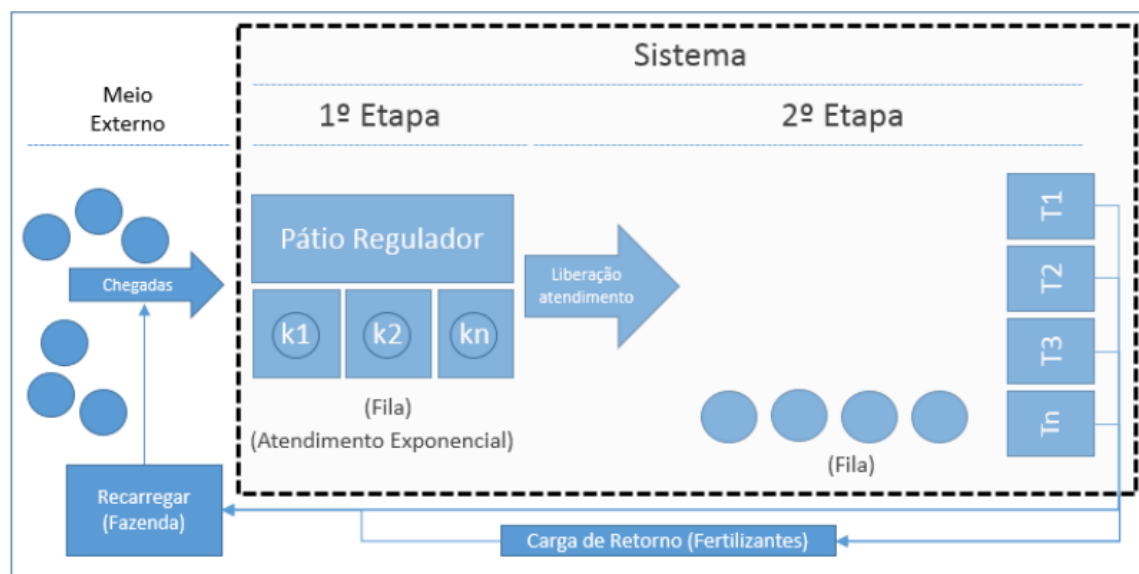 Sistema
Meio
Externo
1º Etapa
2º Etapa
Chegadas
Pátio Regulador
k1
k2
kn
(Fila)
(Atendimento Exponencial)
Liberação
atendimento
(Fila)
T1
T2
T3
Tn
Recarregar
(Fazenda)
Carga de Retorno (Fertilizantes)